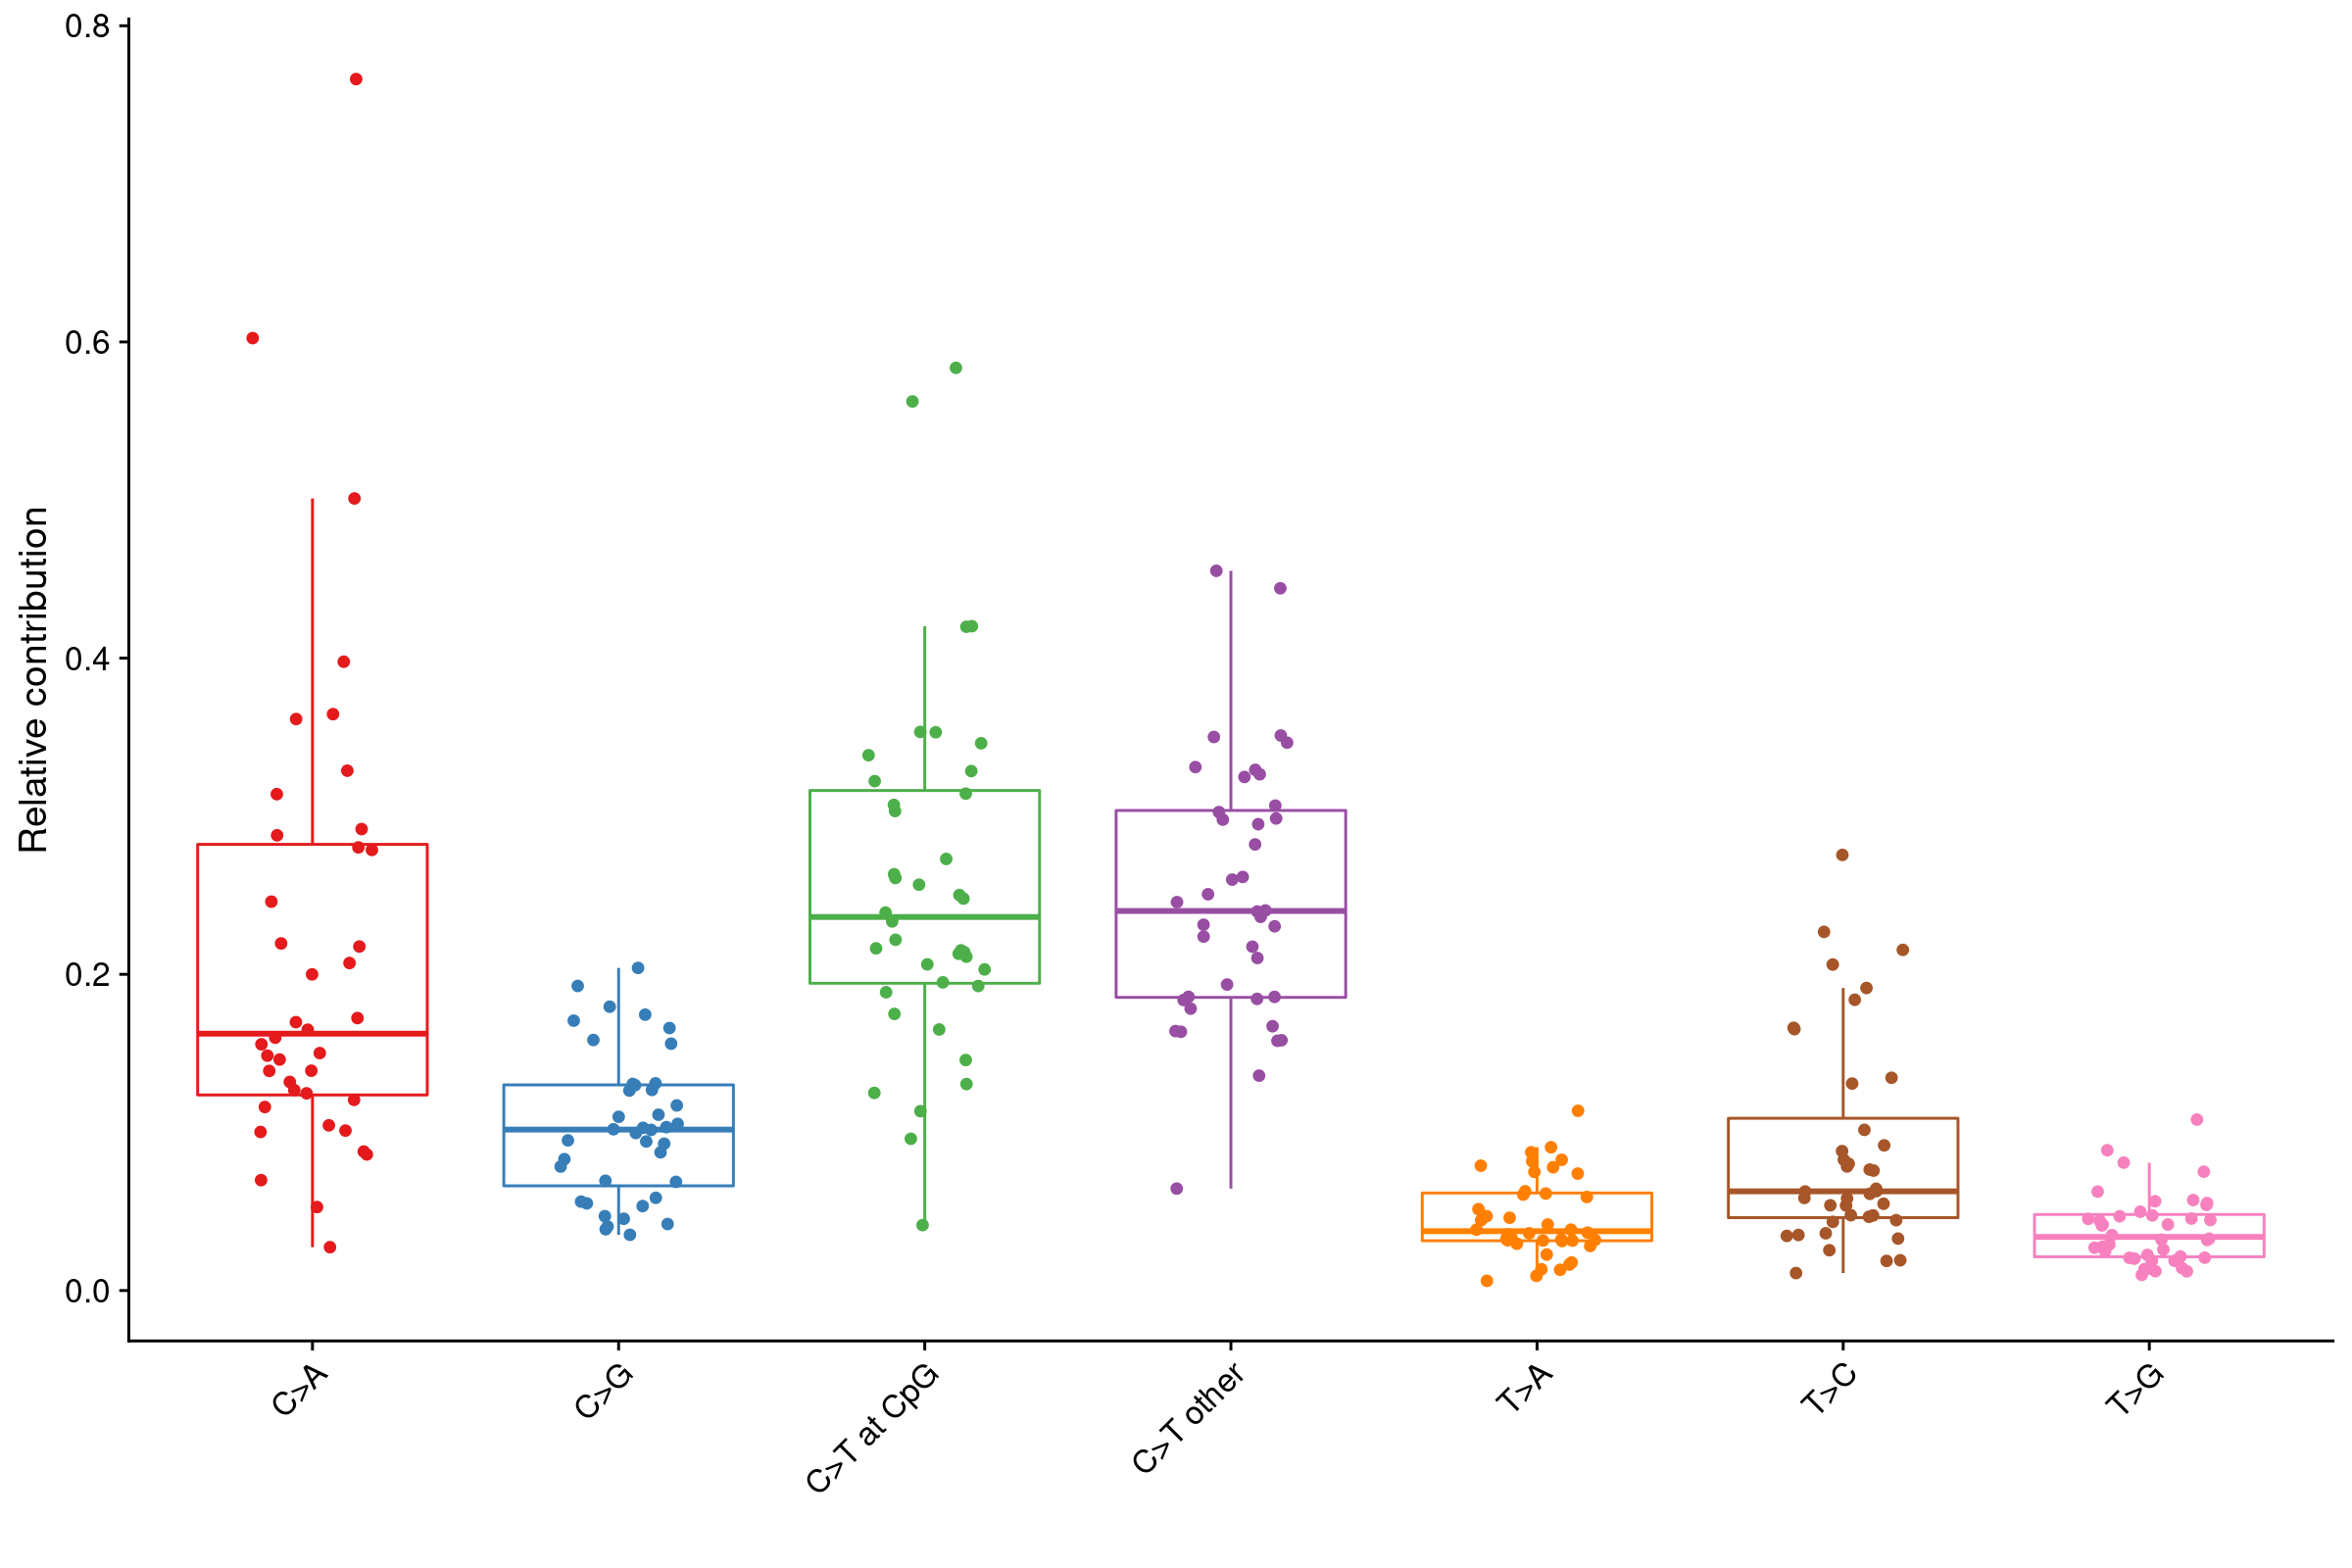 Relative contribution
0.8
0.6
0.4
0.2
0.0
C>A
C>G
C>T at CpG
C>T other
T>A
T>C
T>G